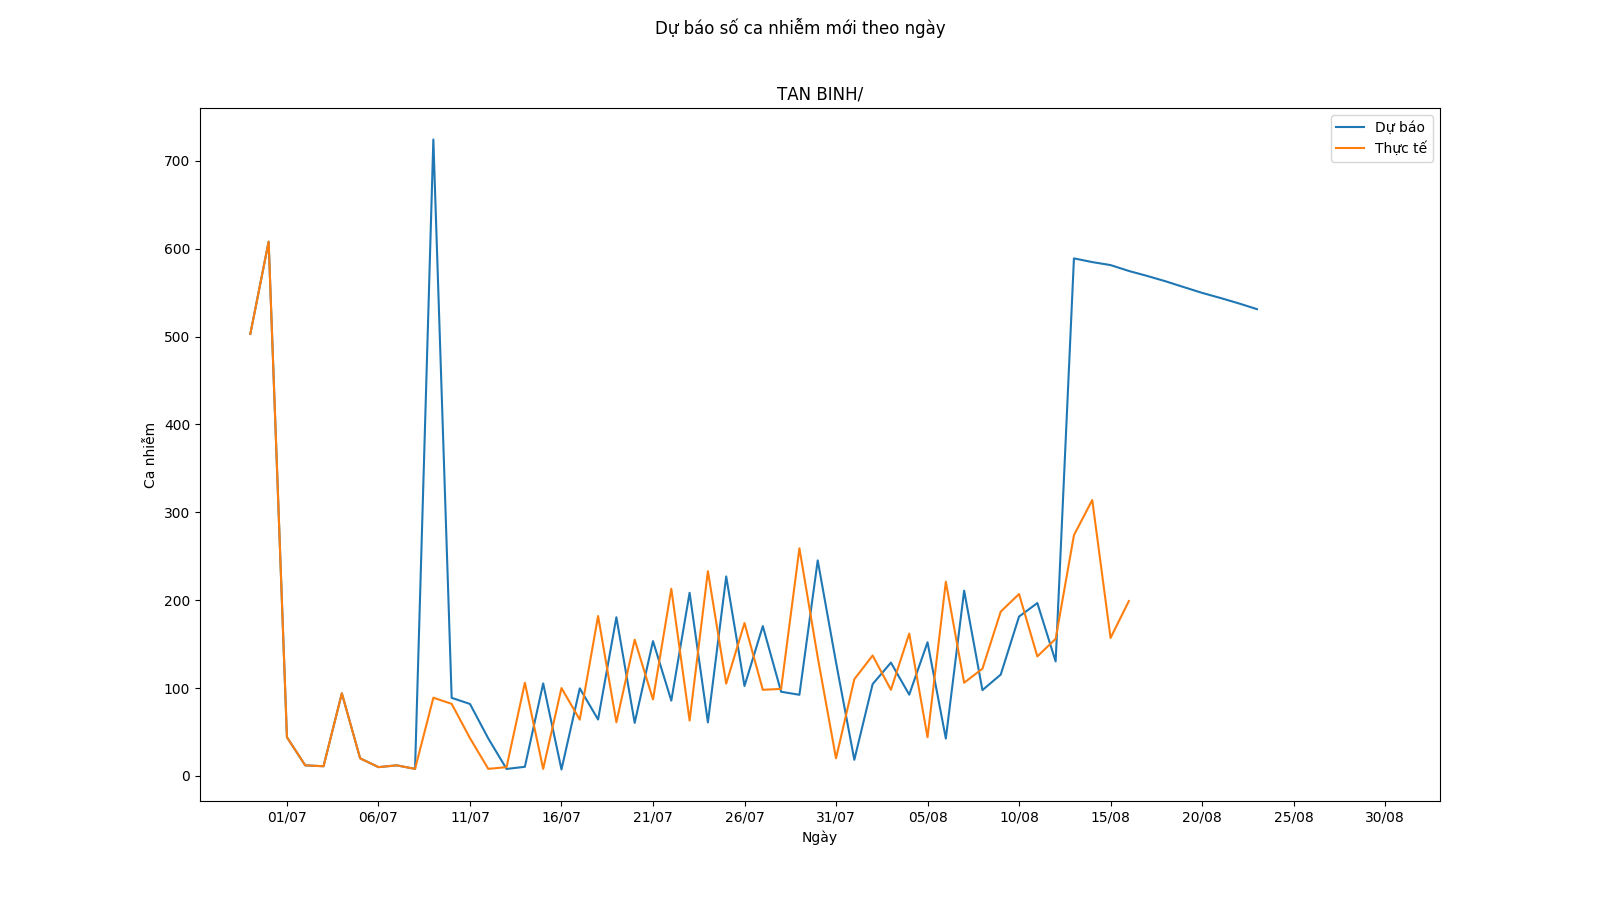 Dự báo số ca nhiễm mới theo ngày
TAN BINH/
Dự báo
Thực tế
700
600
500
400
300
200
100
0
Ca nhiễm
01/07 06/07 11/07 16/07 21/07 26/07 31/07 05/08 10/08 15/08 20/08 25/08 30/08
Ngày